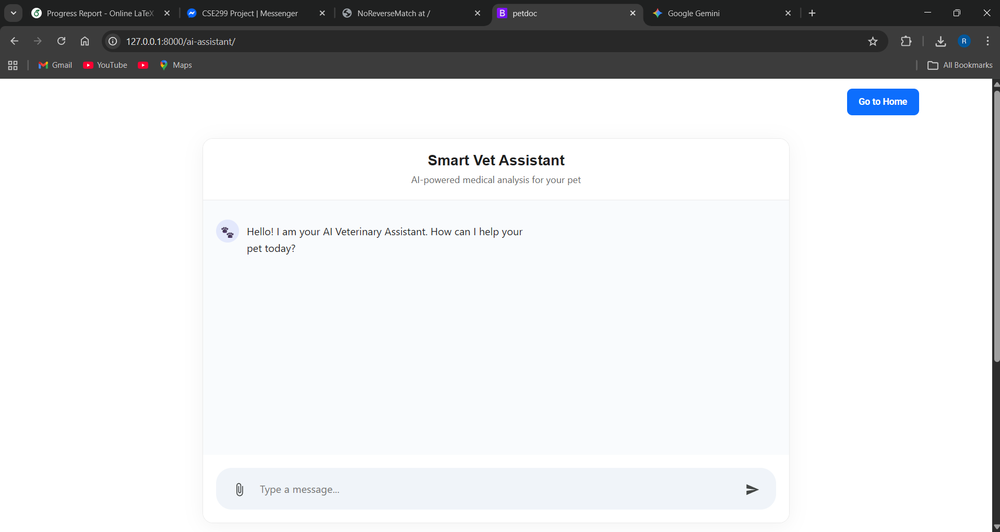 Progress Report - Online LaTeX
CSE299 Project | Messenger
NoReverseMatch at /
B
petdoc
Google Gemini
127.0.0.1:8000/ai-assistant/
R
Gmail
YouTube
Maps
All Bookmarks
Go to Home
Smart Vet Assistant
AI-powered medical analysis for your pet
Hello! I am your AI Veterinary Assistant. How can I help your
pet today?
Type a message...